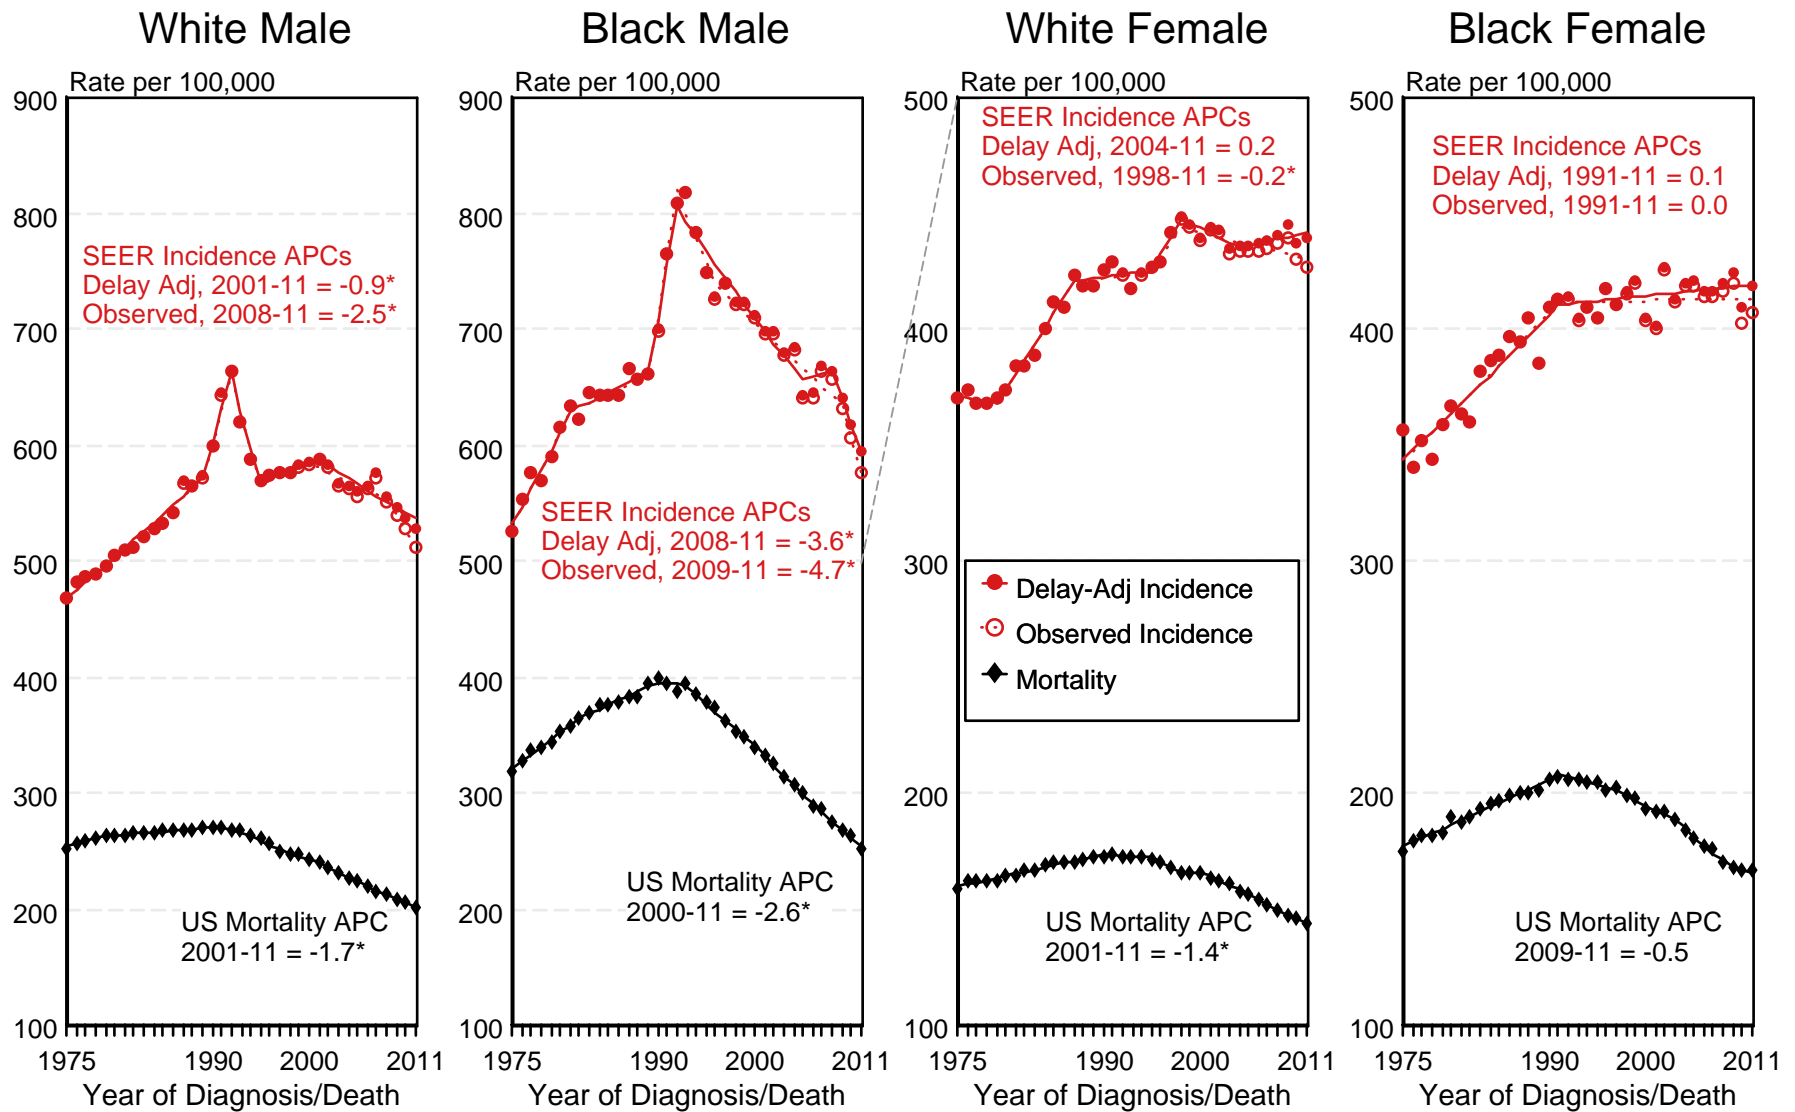 White Male
Rate per 100,000
900
800
700
600
500
400
300
200
100
SEER Incidence APCs
Delay Adj, 2001-11 = -0.9*
Observed, 2008-11 = -2.5*
US Mortality APC
2001-11 = -1.7*
1975 1990 2000 2011
Year of Diagnosis/Death
Black Male
Rate per 100,000
900
800
700
600
500
400
300
200
100
SEER Incidence APCs
Delay Adj, 2008-11 = -3.6*
Observed, 2009-11 = -4.7*
US Mortality APC
2000-11 = -2.6*
1975 1990 2000 2011
Year of Diagnosis/Death
White Female
Rate per 100,000
500
400
300
200
100
SEER Incidence APCs
Delay Adj, 2004-11 = 0.2
Observed, 1998-11 = -0.2*
Delay-Adj Incidence
Observed Incidence
Mortality
US Mortality APC
2001-11 = -1.4*
1975 1990 2000 2011
Year of Diagnosis/Death
Black Female
Rate per 100,000
500
400
300
200
100
SEER Incidence APCs
Delay Adj, 1991-11 = 0.1
Observed, 1991-11 = 0.0
US Mortality APC
2009-11 = -0.5
1975 1990 2000 2011
Year of Diagnosis/Death